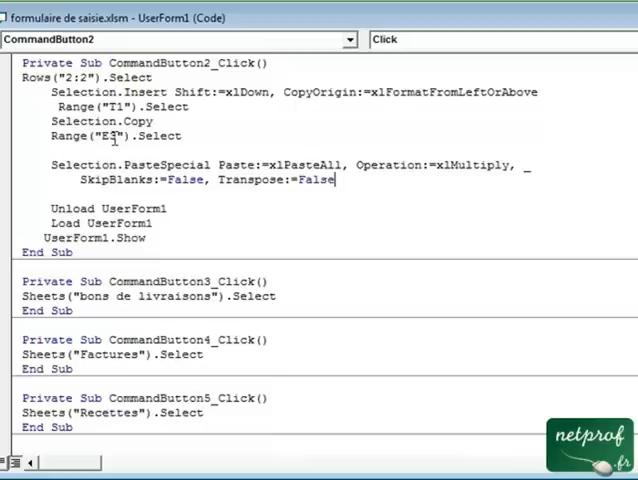 formulaire de saisie.xlsm - UserForm1 (Code)
CommandButton2 Click
Private Sub CommandButton2_Click()
Rows("2:2").Select
Selection.Insert Shift:=xlDown, CopyOrigin:=xlFormatFromLeftOrAbove
Range("T1").Select
Selection.Copy
Range("E3").Select
Selection.PasteSpecial Paste:=xlPasteAll, Operation:=xlMultiply, _
SkipBlanks:=False, Transpose:=False
Unload UserForm1
Load UserForm1
UserForm1.Show
End Sub
Private Sub CommandButton3_Click()
Sheets("bons de livraisons").Select
End Sub
Private Sub CommandButton4_Click()
Sheets("Factures").Select
End Sub
Private Sub CommandButton5_Click()
Sheets("Recettes").Select
End Sub
netprof
.fr